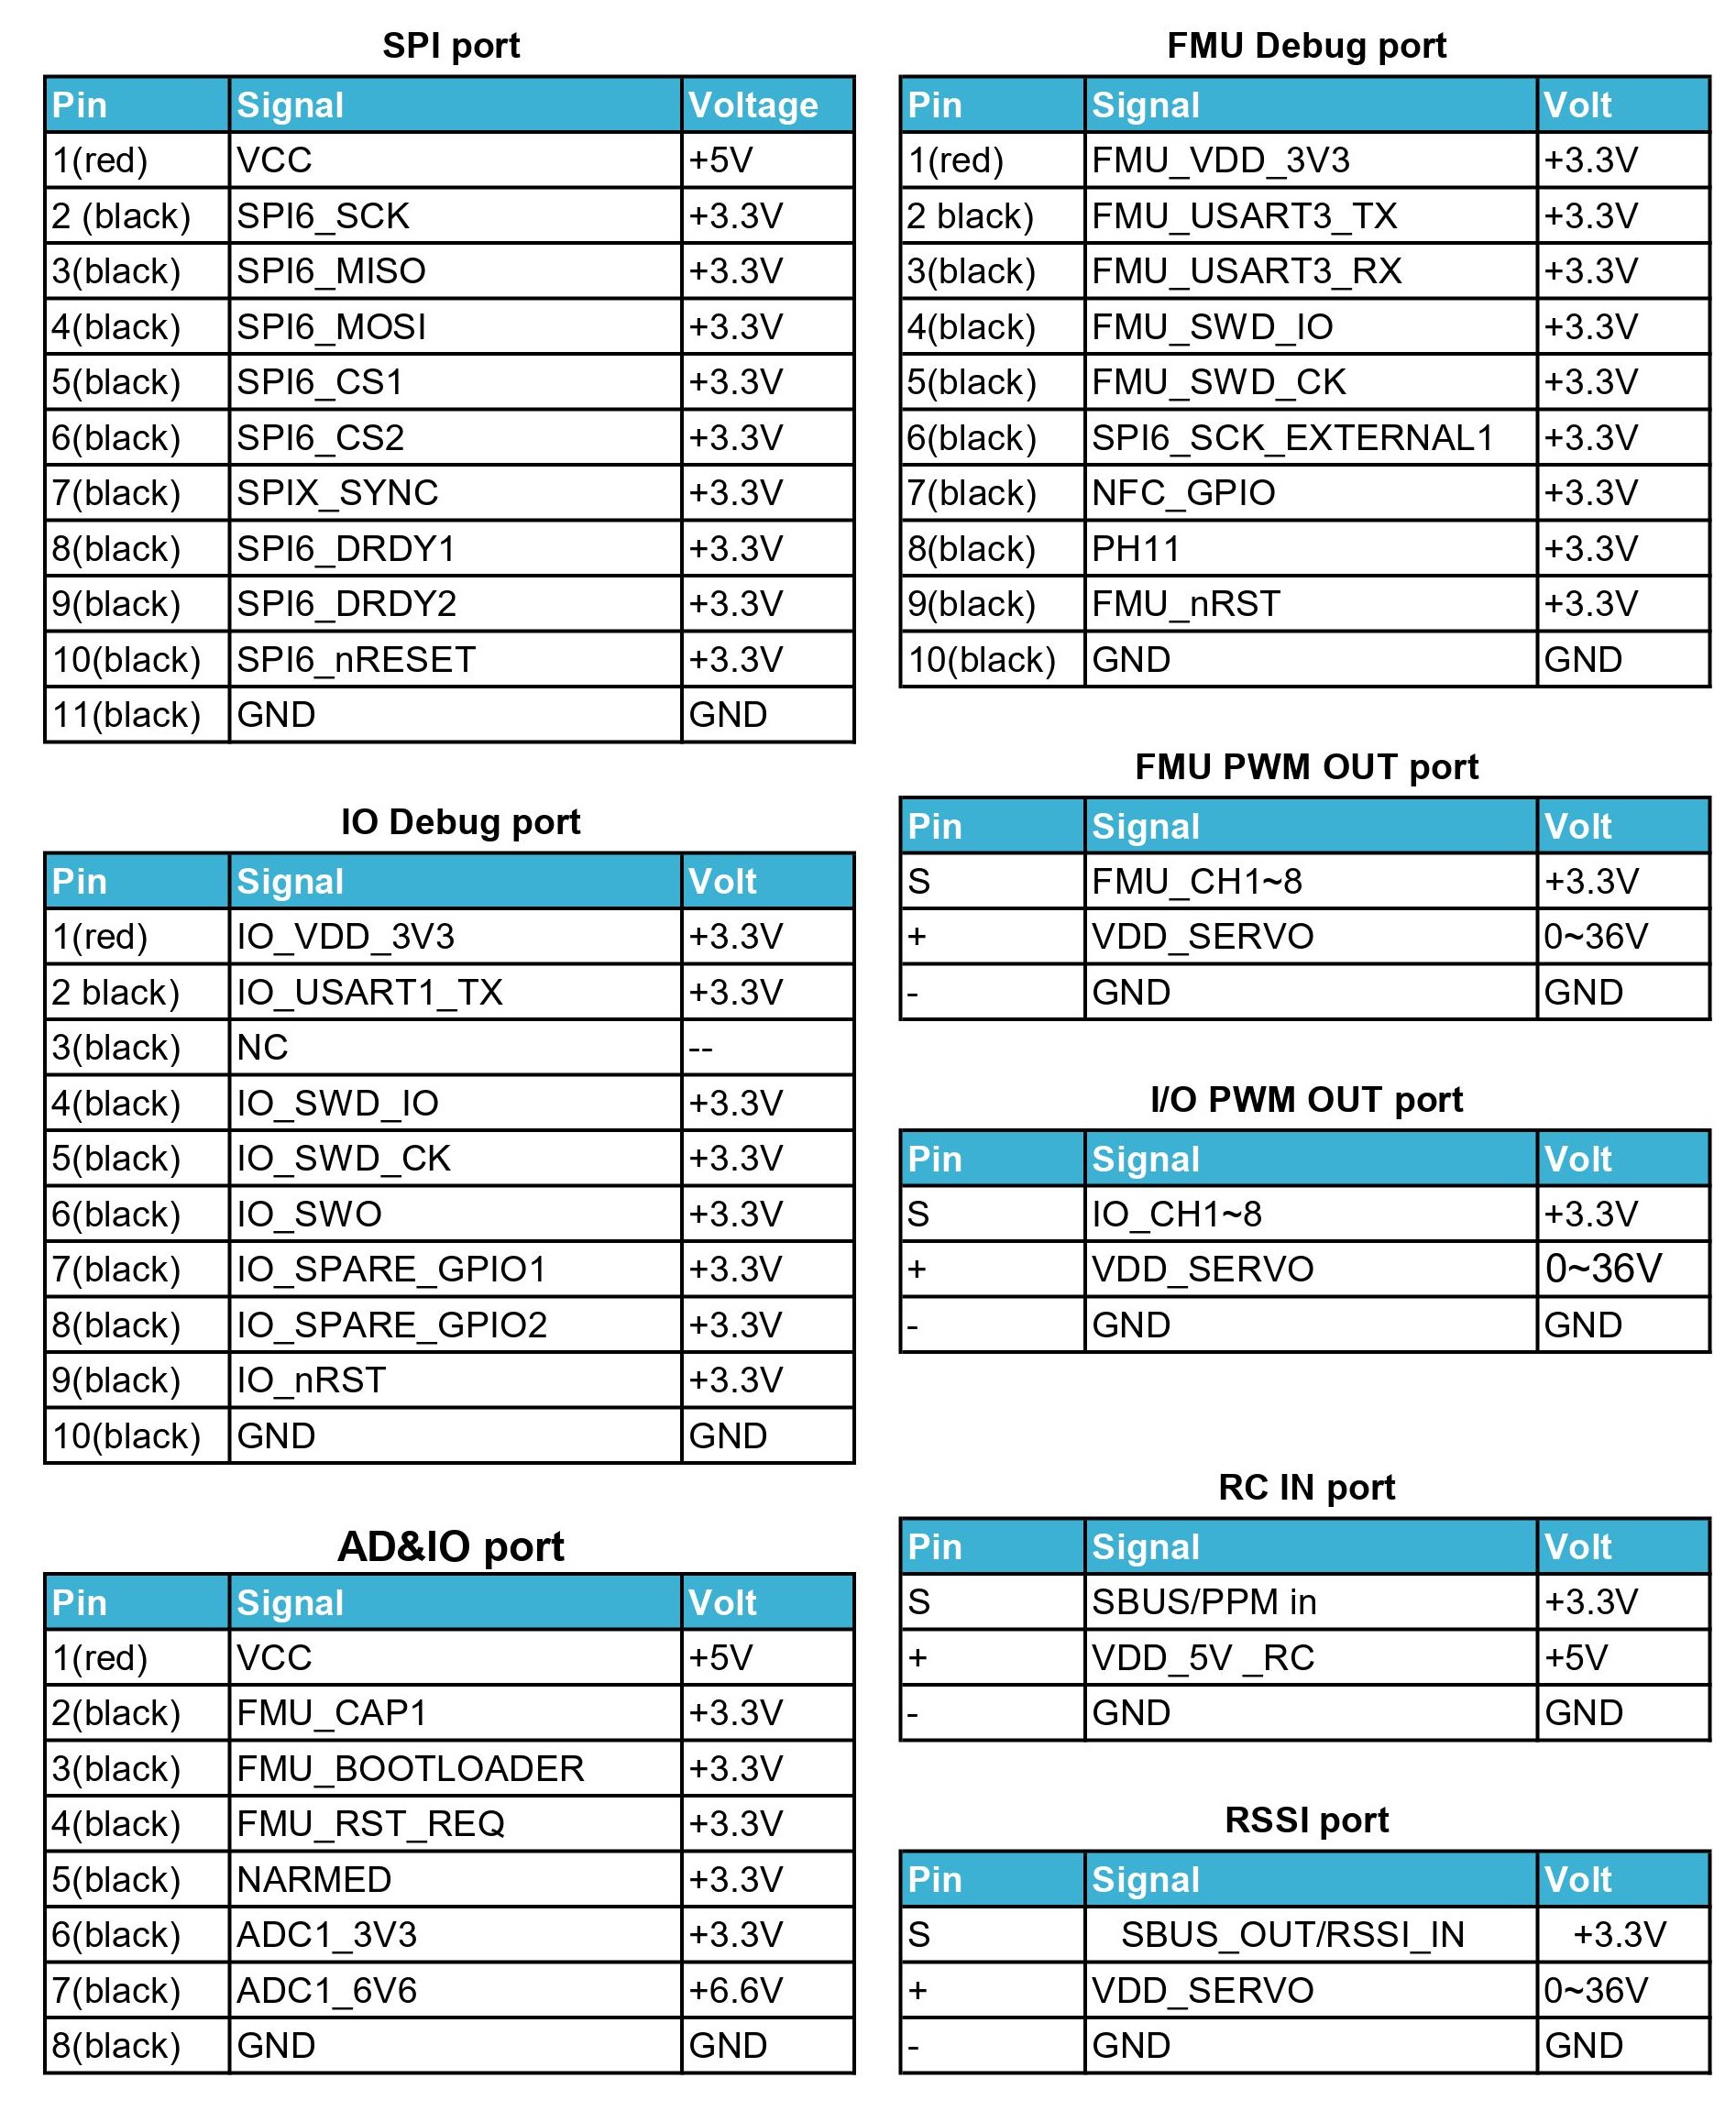 SPI port
Pin Signal Voltage
1(red) VCC +5V
2 (black) SPI6_SCK +3.3V
3(black) SPI6_MISO +3.3V
4(black) SPI6_MOSI +3.3V
5(black) SPI6_CS1 +3.3V
6(black) SPI6_CS2 +3.3V
7(black) SPIX_SYNC +3.3V
8(black) SPI6_DRDY1 +3.3V
9(black) SPI6_DRDY2 +3.3V
10(black) SPI6_nRESET +3.3V
11(black) GND GND
IO Debug port
Pin Signal Volt
1(red) IO_VDD_3V3 +3.3V
2 black) IO_USART1_TX +3.3V
3(black) NC --
4(black) IO_SWD_IO +3.3V
5(black) IO_SWD_CK +3.3V
6(black) IO_SWO +3.3V
7(black) IO_SPARE_GPIO1 +3.3V
8(black) IO_SPARE_GPIO2 +3.3V
9(black) IO_nRST +3.3V
10(black) GND GND
AD&IO port
Pin Signal Volt
1(red) VCC +5V
2(black) FMU_CAP1 +3.3V
3(black) FMU_BOOTLOADER +3.3V
4(black) FMU_RST_REQ +3.3V
5(black) NARMED +3.3V
6(black) ADC1_3V3 +3.3V
7(black) ADC1_6V6 +6.6V
8(black) GND GND
FMU Debug port
Pin Signal Volt
1(red) FMU_VDD_3V3 +3.3V
2 black) FMU_USART3_TX +3.3V
3(black) FMU_USART3_RX +3.3V
4(black) FMU_SWD_IO +3.3V
5(black) FMU_SWD_CK +3.3V
6(black) SPI6_SCK_EXTERNAL1 +3.3V
7(black) NFC_GPIO +3.3V
8(black) PH11 +3.3V
9(black) FMU_nRST +3.3V
10(black) GND GND
FMU PWM OUT port
Pin Signal Volt
S FMU_CH1~8 +3.3V
+ VDD_SERVO 0~36V
- GND GND
I/O PWM OUT port
Pin Signal Volt
S IO_CH1~8 +3.3V
+ VDD_SERVO 0~36V
- GND GND
RC IN port
Pin Signal Volt
S SBUS/PPM in +3.3V
+ VDD_5V _RC +5V
- GND GND
RSSI port
Pin Signal Volt
S SBUS_OUT/RSSI_IN +3.3V
+ VDD_SERVO 0~36V
- GND GND